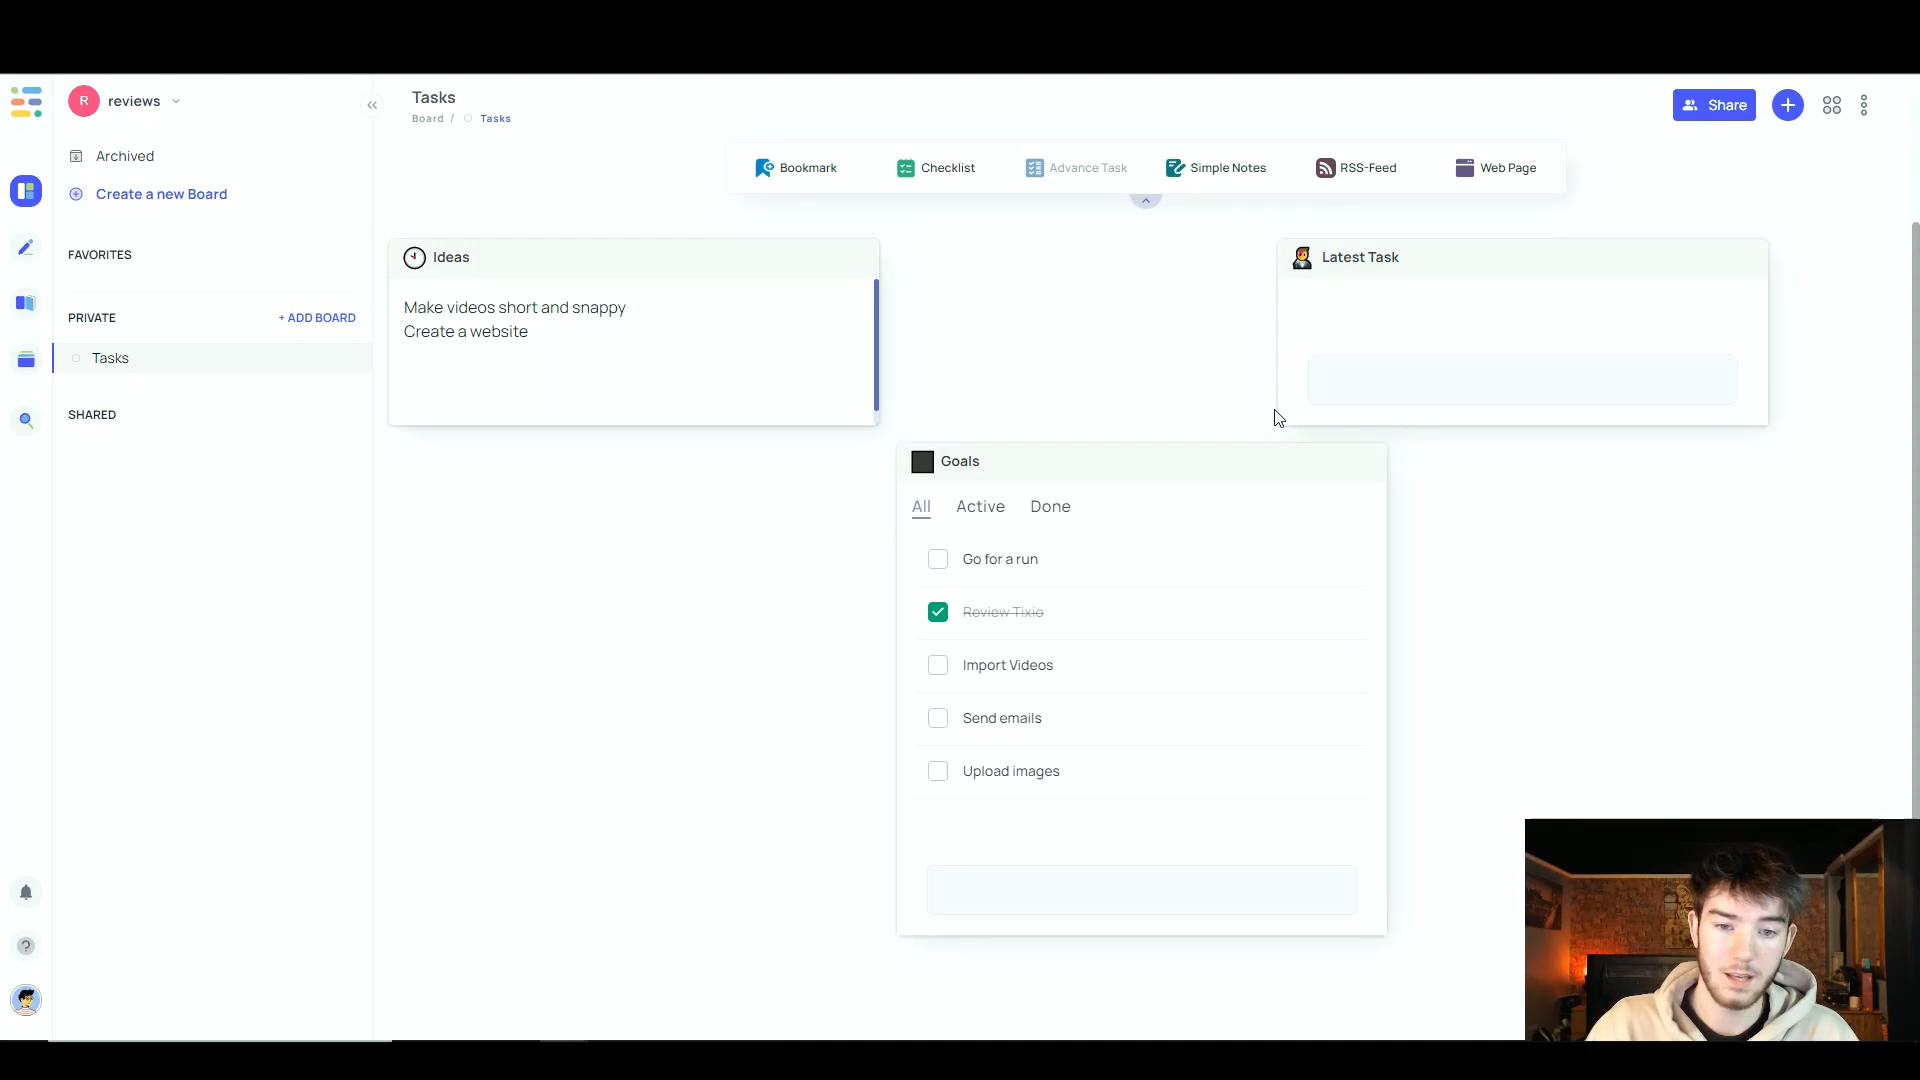 R reviews
Archived
Create a new Board
FAVORITES
PRIVATE
+ ADD BOARD
Tasks
SHARED
Tasks
Board / Tasks
Share
Bookmark
Checklist
Advance Task
Simple Notes
RSS-Feed
Web Page
Ideas
Make videos short and snappy
Create a website
Latest Task
Goals
All Active Done
Go for a run
Review Tixio
Import Videos
Send emails
Upload images
?